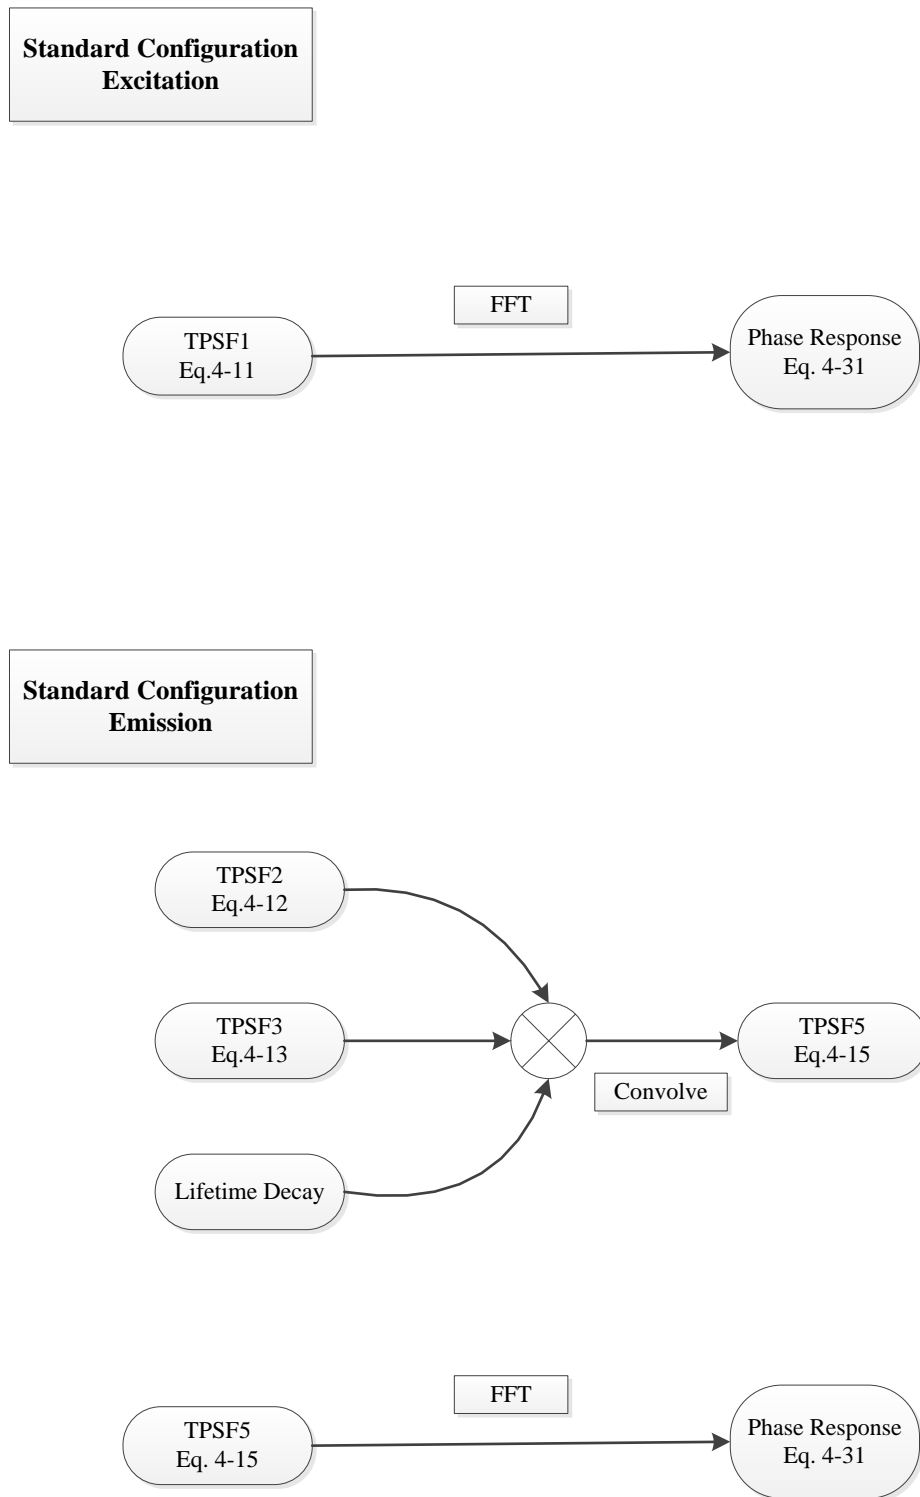 Standard Configuration
Excitation
FFT
TPSF1
Eq.4-11
Phase Response
Eq. 4-31
Standard Configuration
Emission
TPSF2
Eq.4-12
TPSF3
Eq.4-13
TPSF5
Eq.4-15
Convolve
Lifetime Decay
FFT
TPSF5
Eq. 4-15
Phase Response
Eq. 4-31